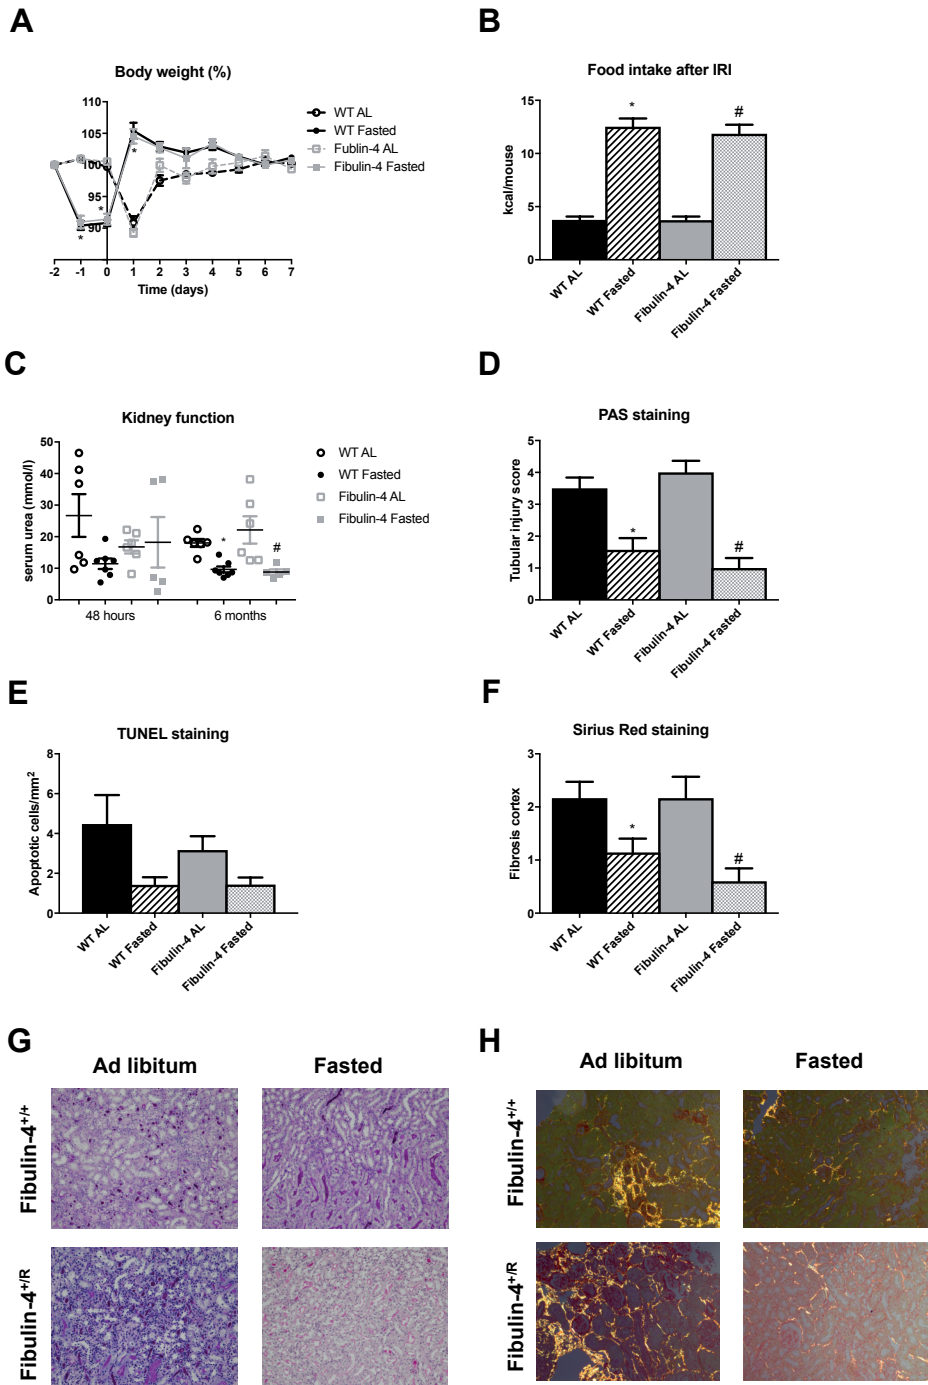 A
Body weight (%)
110
105
100
95
90
-2 -1 0 1 2 3 4 5 6 7
Time (days)
WT AL
WT Fasted
Fublin-4 AL
Fibulin-4 Fasted
*
*
*
B
Food intake after IRI
kcal/mouse
15
10
5
0
*
#
WT AL
WT Fasted
Fibulin-4 AL
Fibulin-4 Fasted
C
Kidney function
serum urea (mmol/l)
50
40
30
20
10
0
*
#
48 hours
6 months
WT AL
WT Fasted
Fibulin-4 AL
Fibulin-4 Fasted
D
PAS staining
Tubular injury score
5
4
3
2
1
0
*
#
WT AL
WT Fasted
Fibulin-4 AL
Fibulin-4 Fasted
E
TUNEL staining
Apoptotic cells/mm²
8
6
4
2
0
WT AL
WT Fasted
Fibulin-4 AL
Fibulin-4 Fasted
F
Sirius Red staining
Fibrosis cortex
3
2
1
0
*
#
WT AL
WT Fasted
Fibulin-4 AL
Fibulin-4 Fasted
G
Ad libitum
Fasted
Fibulin-4+/+
Fibulin-4+/R
H
Ad libitum
Fasted
Fibulin-4+/+
Fibulin-4+/R